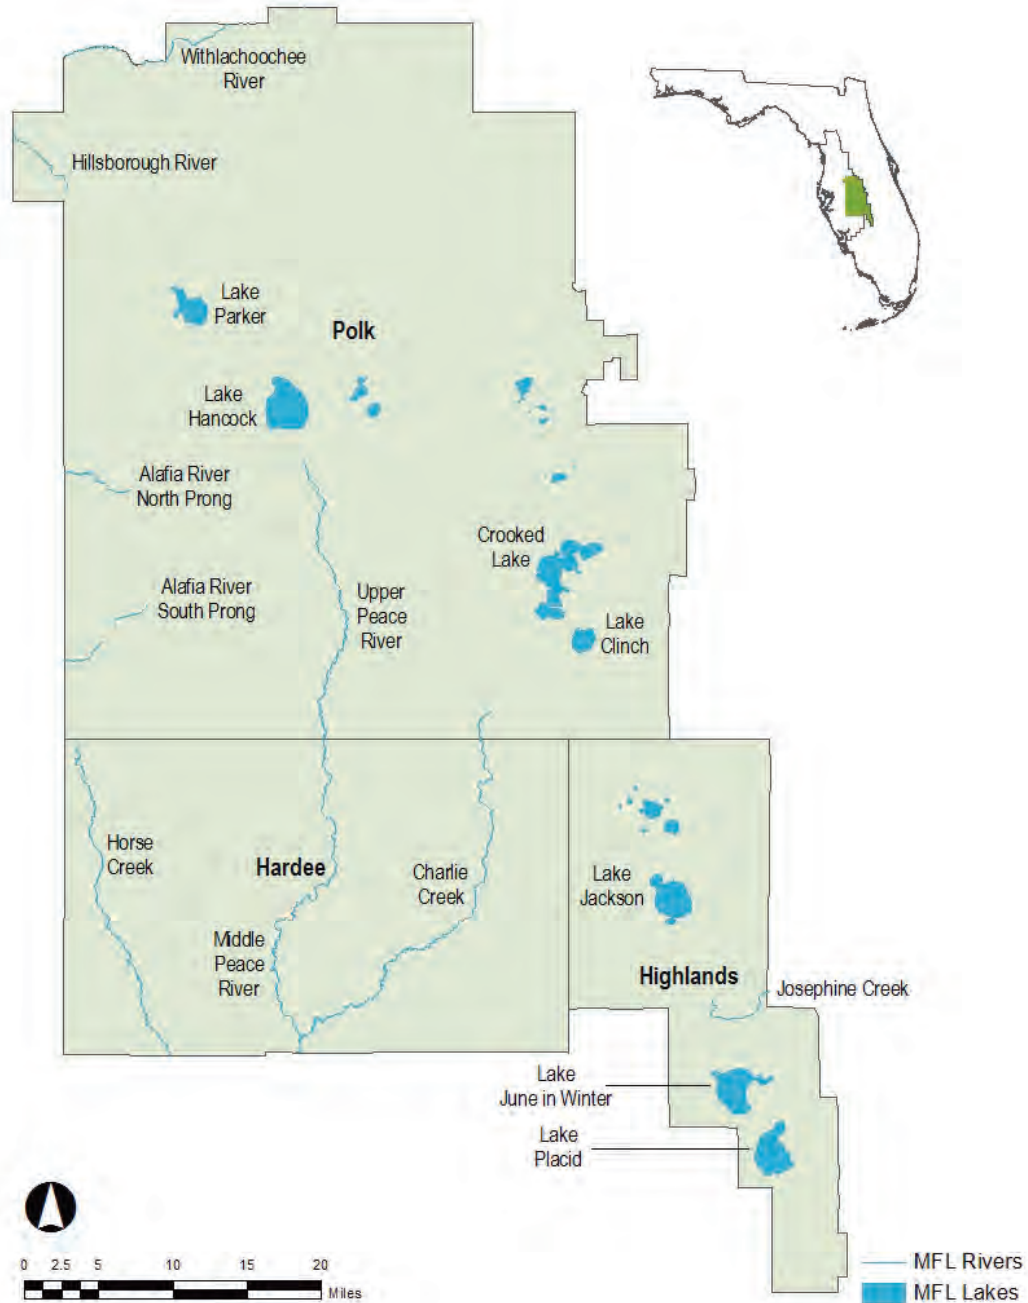 Withlachoochee
River
Hillsborough River
Lake
Parker
Polk
Lake
Hancock
Alafia River
North Prong
Crooked
Lake
Alafia River
South Prong
Upper
Peace
River
Lake
Clinch
Horse
Creek
Hardee
Charlie
Creek
Lake
Jackson
Middle
Peace
River
Highlands
Josephine Creek
Lake
June in Winter
Lake
Placid
0 2.5 5 10 15 20
Miles
MFL Rivers
MFL Lakes